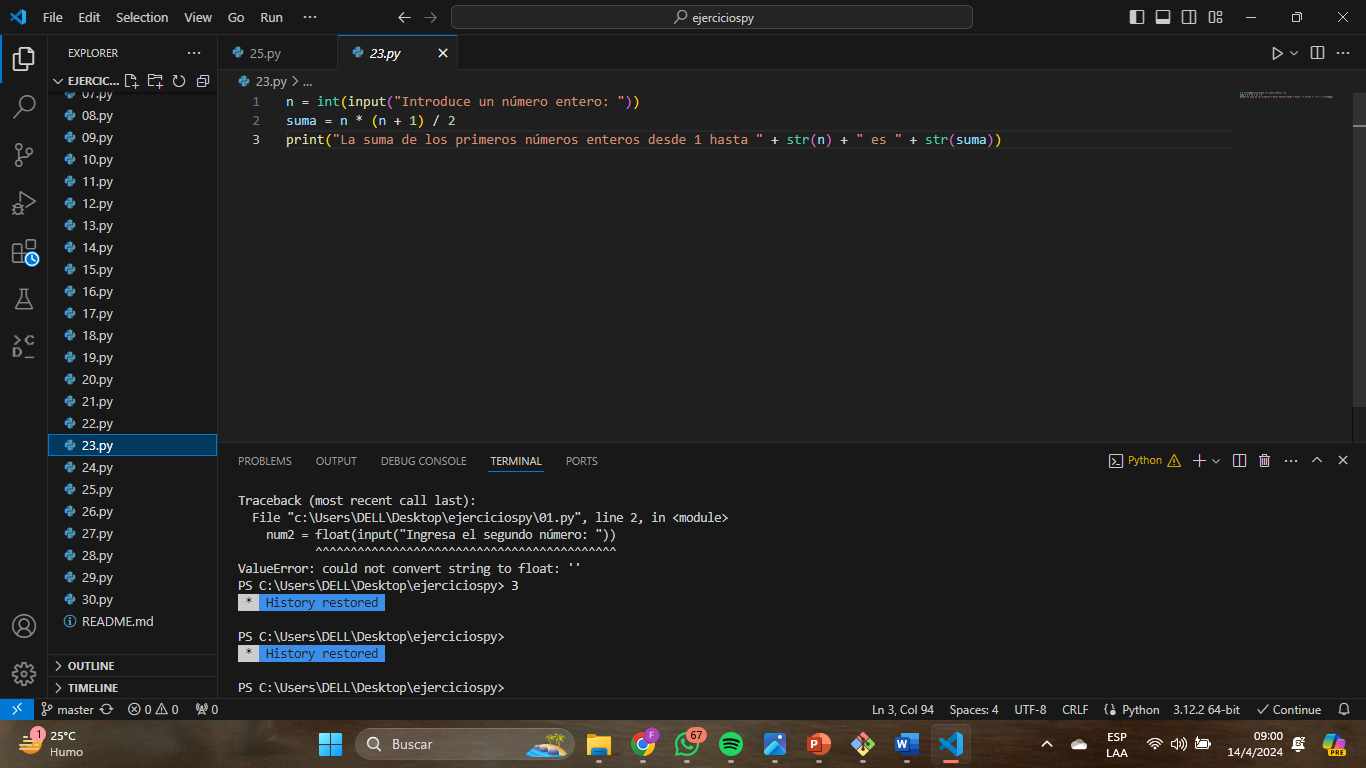 File Edit Selection View Go Run ··· ejerciciospy
EXPLORER ···
25.py 23.py
EJERCIC...
23.py > ...
07.py
08.py
09.py
10.py
11.py
12.py
13.py
14.py
15.py
16.py
17.py
18.py
19.py
20.py
21.py
22.py
23.py
24.py
25.py
26.py
27.py
28.py
29.py
30.py
README.md
OUTLINE
TIMELINE
1 n = int(input("Introduce un número entero: "))
2 suma = n * (n + 1) / 2
3 print("La suma de los primeros números enteros desde 1 hasta " + str(n) + " es " + str(suma))
PROBLEMS OUTPUT DEBUG CONSOLE TERMINAL PORTS
Python
Traceback (most recent call last):
File "c:\Users\DELL\Desktop\ejerciciospy\01.py", line 2, in <module>
num2 = float(input("Ingresa el segundo número: "))
^^^^^^^^^^^^^^^^^^^^^^^^^^^^^^^^^^^^^^^^^^^
ValueError: could not convert string to float: ''
PS C:\Users\DELL\Desktop\ejerciciospy> 3
* History restored
PS C:\Users\DELL\Desktop\ejerciciospy>
* History restored
PS C:\Users\DELL\Desktop\ejerciciospy>
master 0 0 0 Ln 3, Col 94 Spaces: 4 UTF-8 CRLF Python 3.12.2 64-bit Continue
1 25°C
Humo
Buscar
F
67
P
W
ESP
LAA
09:00
14/4/2024
PRE